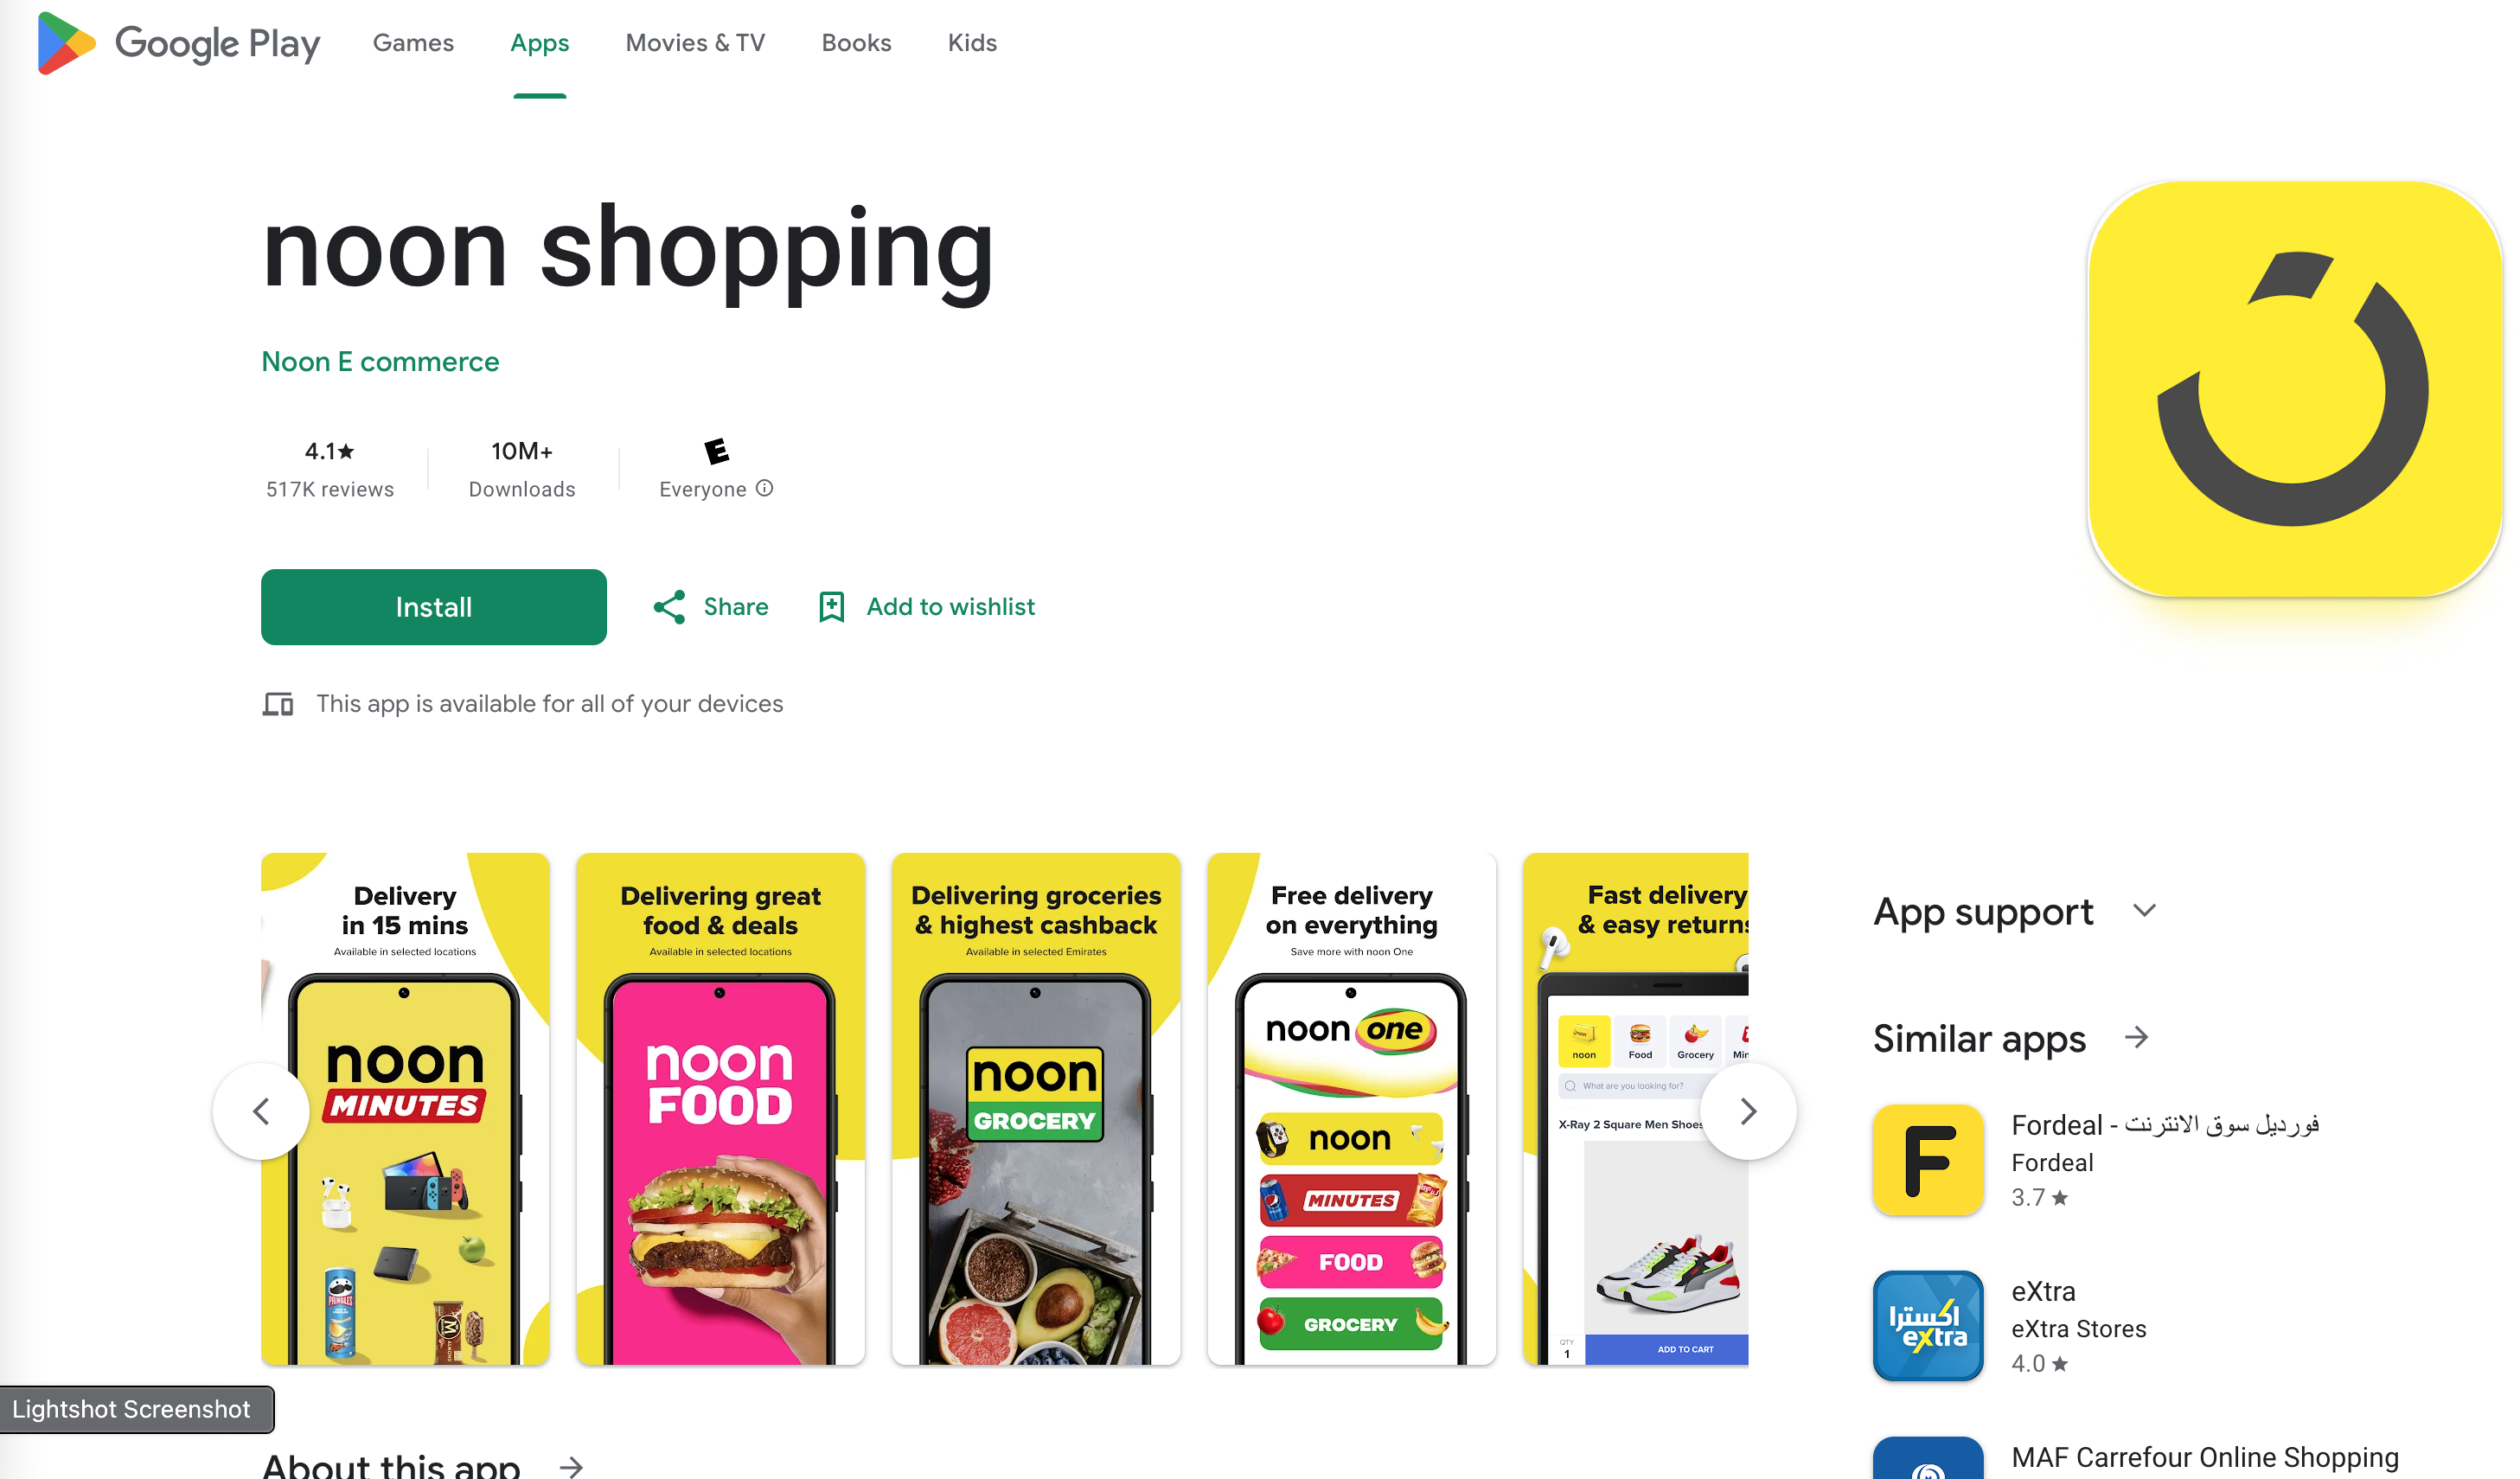 Google Play
Games
Apps
Movies & TV
Books
Kids
noon shopping
Noon E commerce
4.1★
517K reviews
10M+
Downloads
E
Everyone
Install
Share
Add to wishlist
This app is available for all of your devices
Delivery
in 15 mins
Available in selected locations
noon
MINUTES
PRINGLES
M
Delivering great
food & deals
Available in selected locations
noon
FOOD
Delivering groceries
& highest cashback
Available in selected Emirates
noon
GROCERY
Free delivery
on everything
Save more with noon One
noon one
noon
MINUTES
FOOD
GROCERY
Fast delivery
& easy returns
noon
Food
Grocery
Min
What are you looking for?
X-Ray 2 Square Men Shoes
QTY
1
ADD TO CART
App support
Similar apps
F
Fordeal - فورديل سوق الانترنت
Fordeal
3.7 ★
اكسترا
eXtra
eXtra
eXtra Stores
4.0 ★
MAF Carrefour Online Shopping
Lightshot Screenshot
About this app